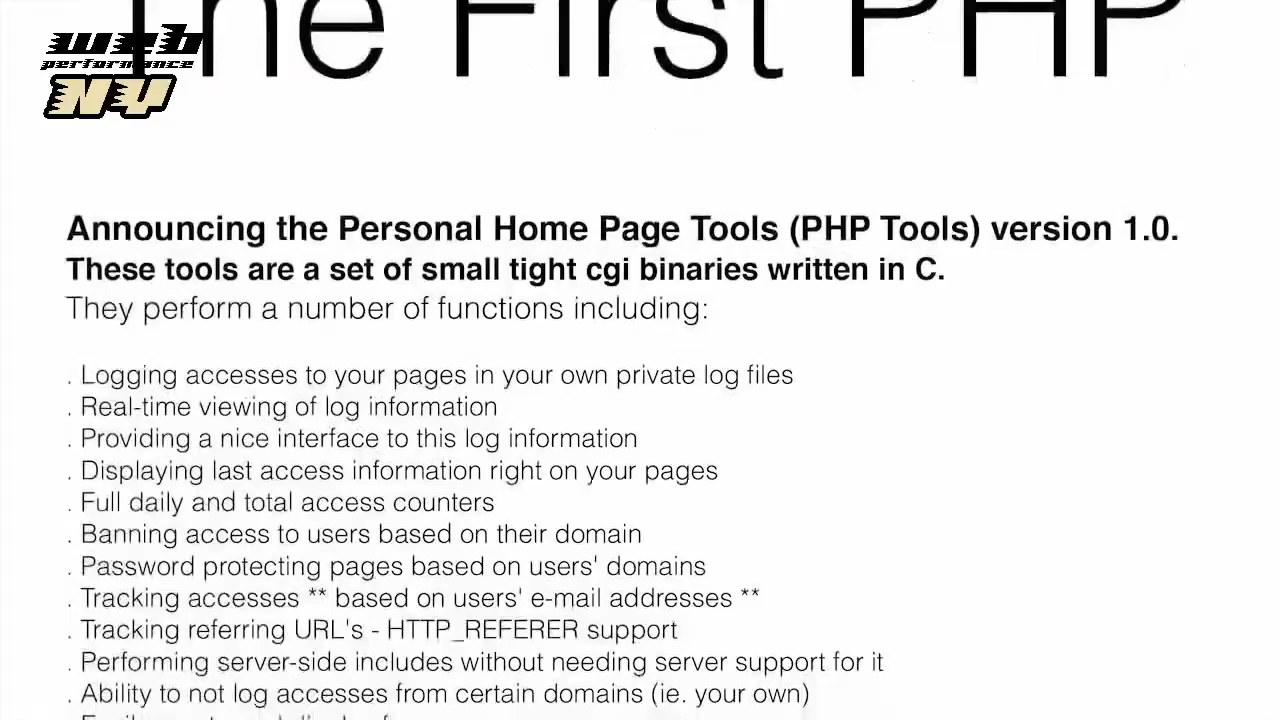 The First PHP
web
performance
NY
Announcing the Personal Home Page Tools (PHP Tools) version 1.0.
These tools are a set of small tight cgi binaries written in C.
They perform a number of functions including:
. Logging accesses to your pages in your own private log files
. Real-time viewing of log information
. Providing a nice interface to this log information
. Displaying last access information right on your pages
. Full daily and total access counters
. Banning access to users based on their domain
. Password protecting pages based on users' domains
. Tracking accesses ** based on users' e-mail addresses **
. Tracking referring URL's - HTTP_REFERER support
. Performing server-side includes without needing server support for it
. Ability to not log accesses from certain domains (ie. your own)